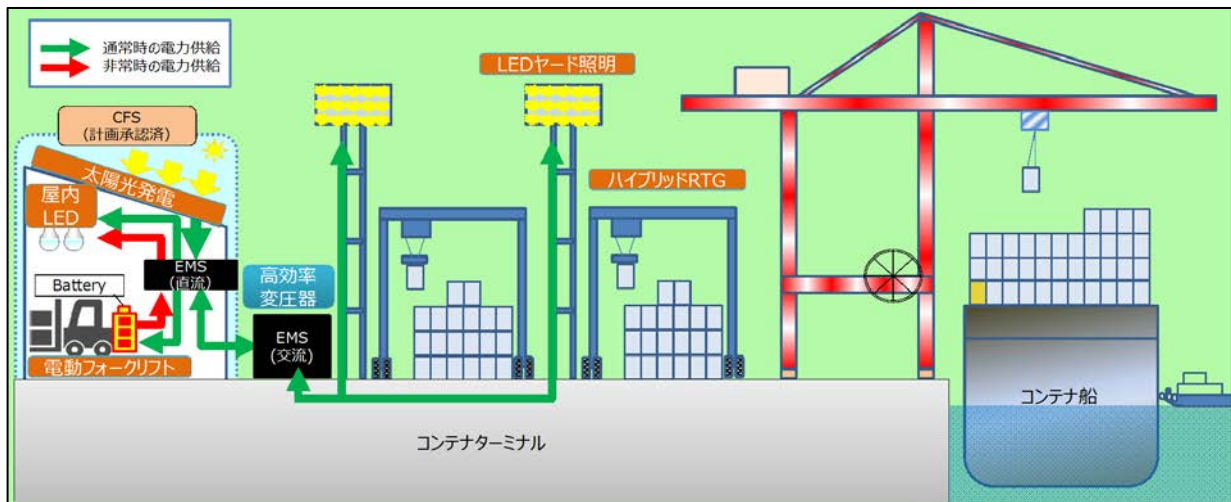 通常時の電力供給
非常時の電力供給
CFS
(計画承認済)
太陽光発電
屋内
LED
EMS
(直流)
Battery
電動フォークリフト
高効率
変圧器
EMS
(交流)
LEDヤード照明
ハイブリッドRTG
コンテナ船
コンテナターミナル